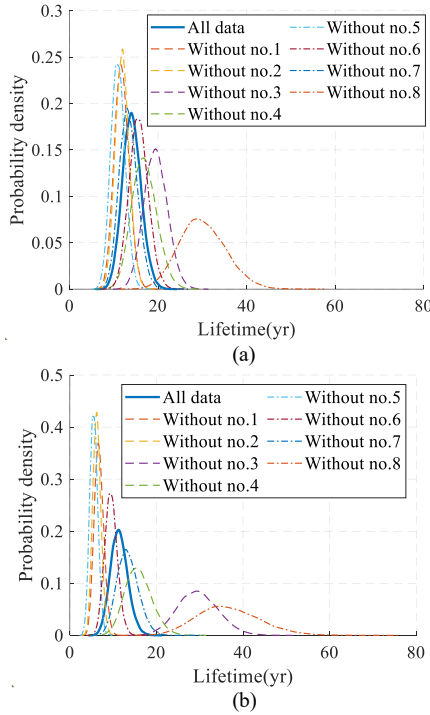 0.3
0.25
0.2
0.15
0.1
0.05
0
Probability density
All data
Without no.1
Without no.2
Without no.3
Without no.4
Without no.5
Without no.6
Without no.7
Without no.8
0 20 40 60 80
Lifetime(yr)
(a)
0.5
0.4
0.3
0.2
0.1
0
Probability density
All data
Without no.1
Without no.2
Without no.3
Without no.4
Without no.5
Without no.6
Without no.7
Without no.8
0 20 40 60 80
Lifetime(yr)
(b)